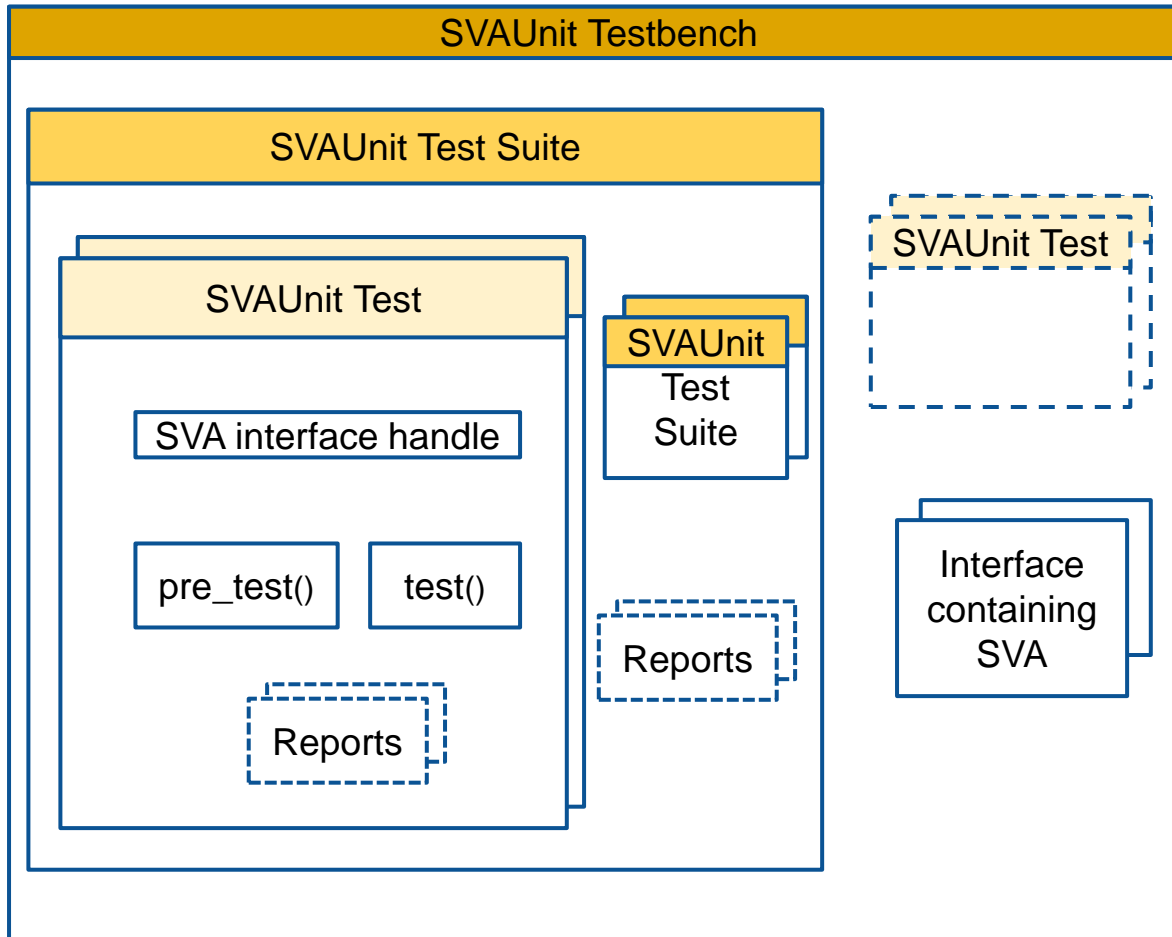 SVAUnit Testbench
SVAUnit Test Suite
SVAUnit Test
SVA interface handle
pre_test()
test()
Reports
SVAUnit
Test
Suite
Reports
SVAUnit Test
Interface
containing
SVA